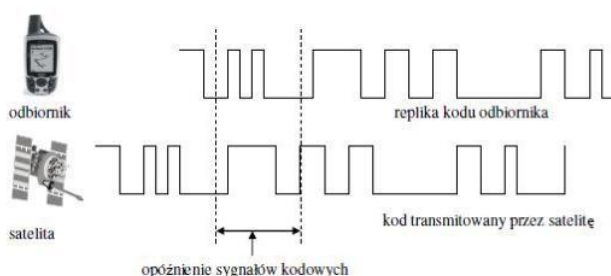 odbiornik
replika kodu odbiornika
satelita
kod transmitowany przez satelitę
opóźnienie sygnałów kodowych